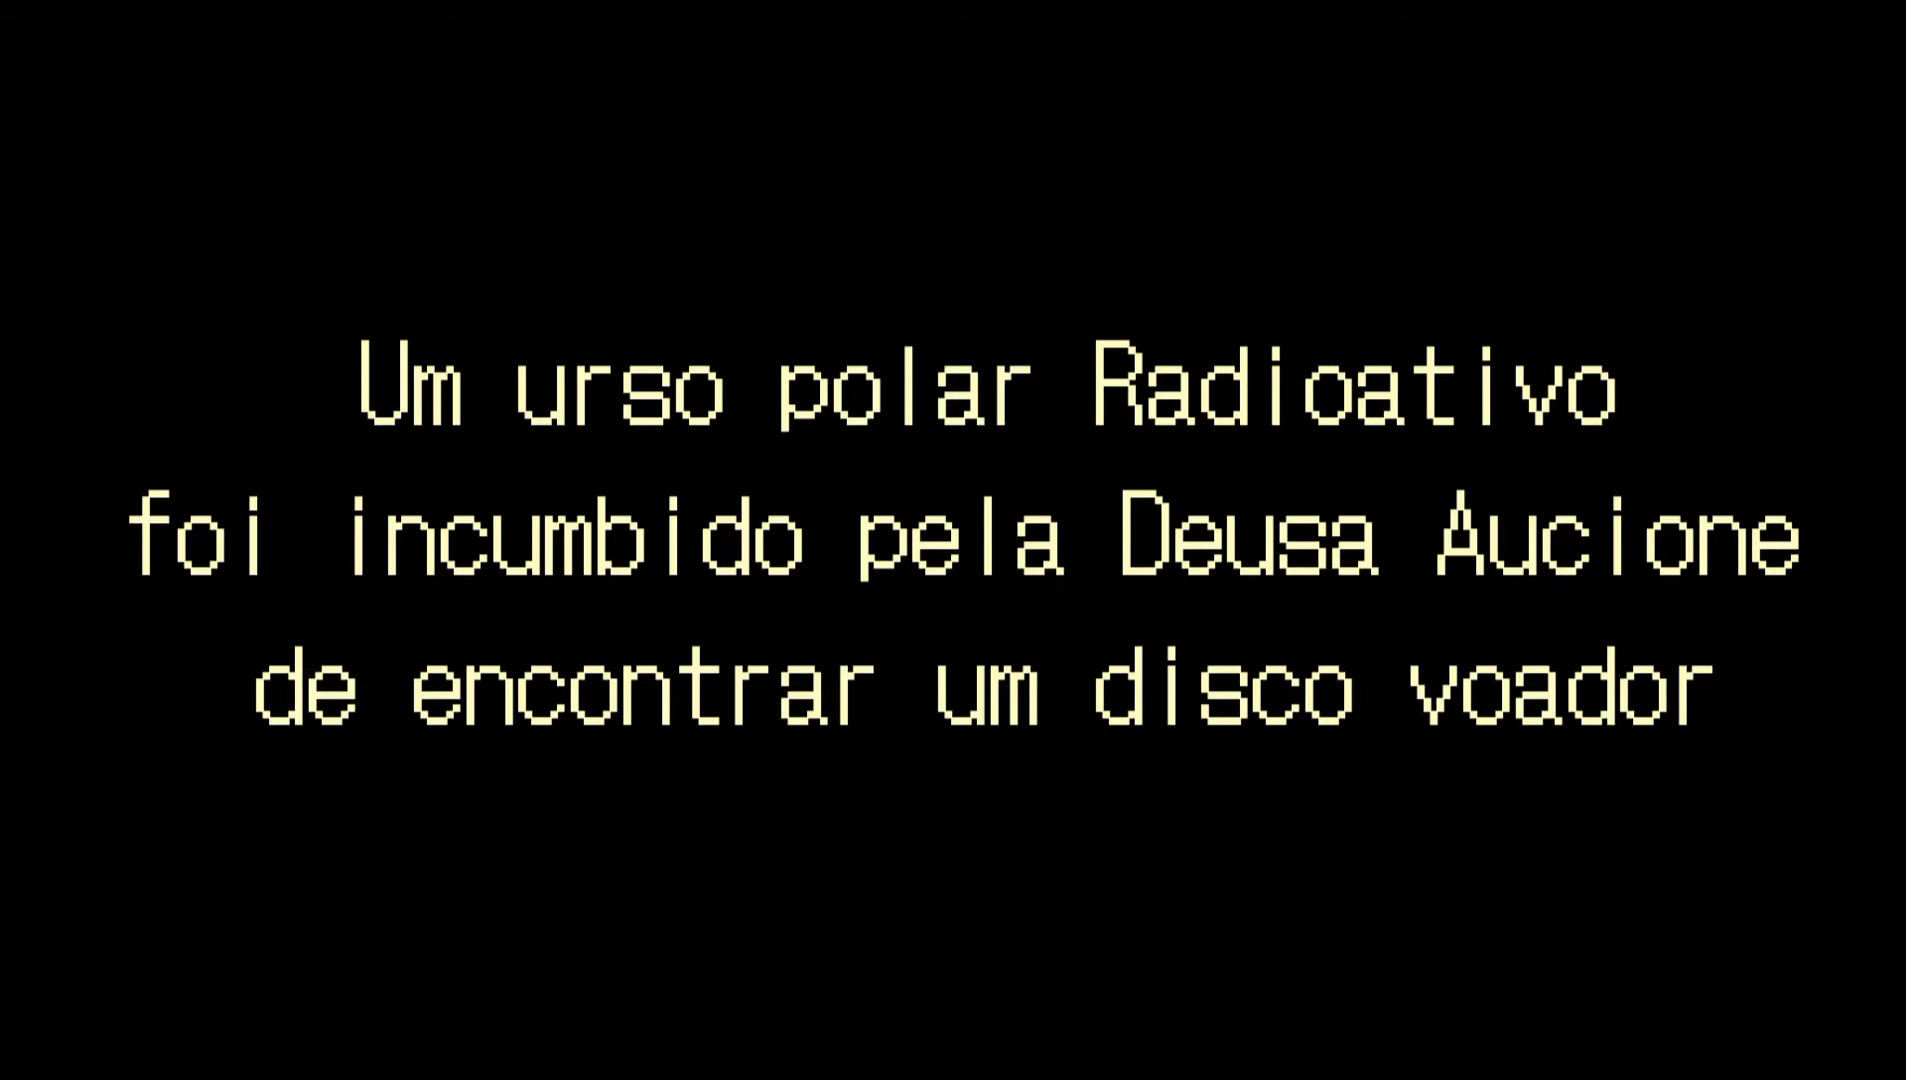 Um urso polar Radioativo
foi incumbido pela Deusa Aucione
de encontrar um disco voador